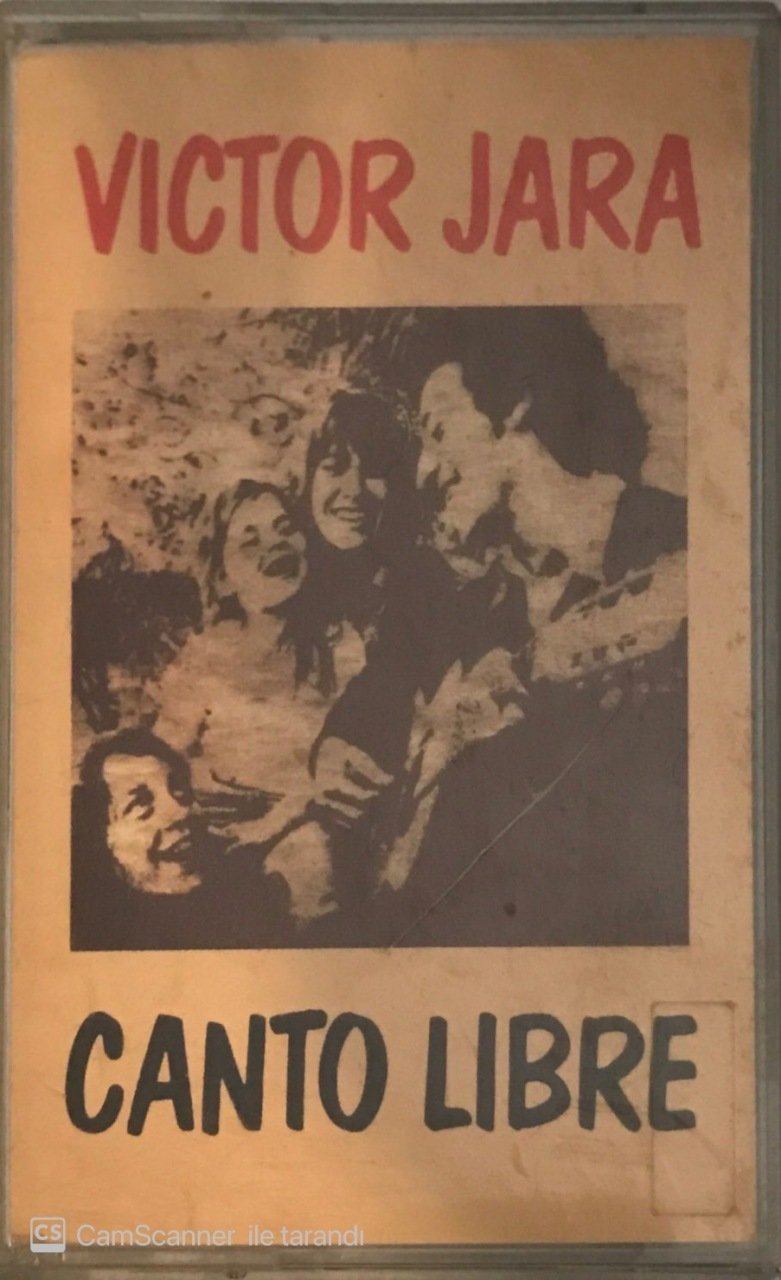 VICTOR JARA
CANTO LIBRE
CS CamScanner ile tarandı